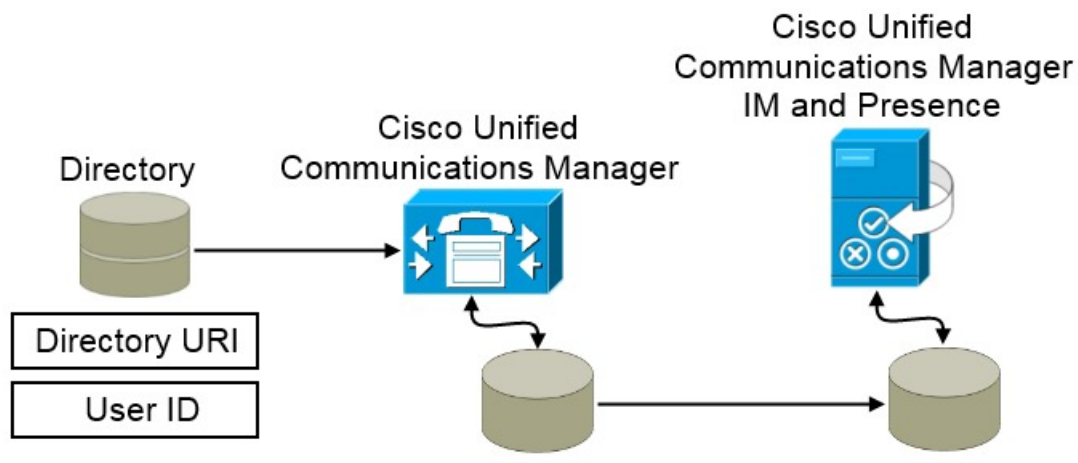 Cisco Unified
Communications Manager
IM and Presence
Cisco Unified
Communications Manager
Directory
Directory URI
User ID